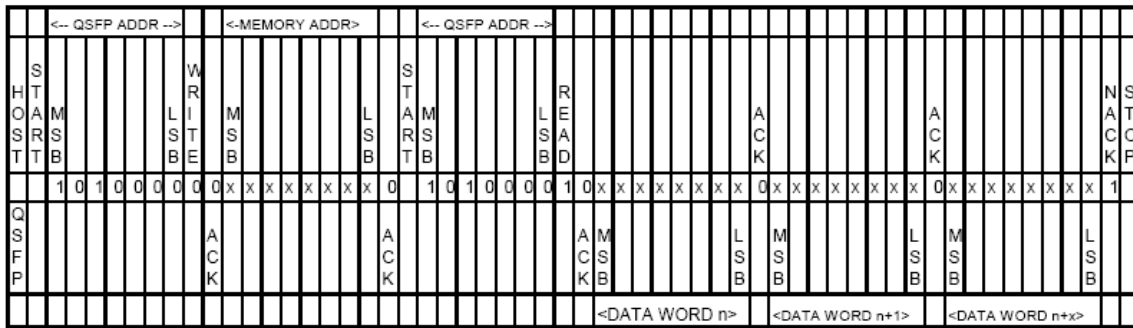 <-- QSFP ADDR --> <-MEMORY ADDR> <-- QSFP ADDR -->
HOST START MSB LSB WRITE MSB LSB START MSB LSB READ ACK ACK NACK STOP
1 0 1 0 0 0 0 0 0 x x x x x x x x 0 1 0 1 0 0 0 0 1 0 x x x x x x x x 0 x x x x x x x x 0 x x x x x x x x 1
QSFP ACK ACK ACK MSB LSB MSB LSB MSB LSB
<DATA WORD n> <DATA WORD n+1> <DATA WORD n+x>